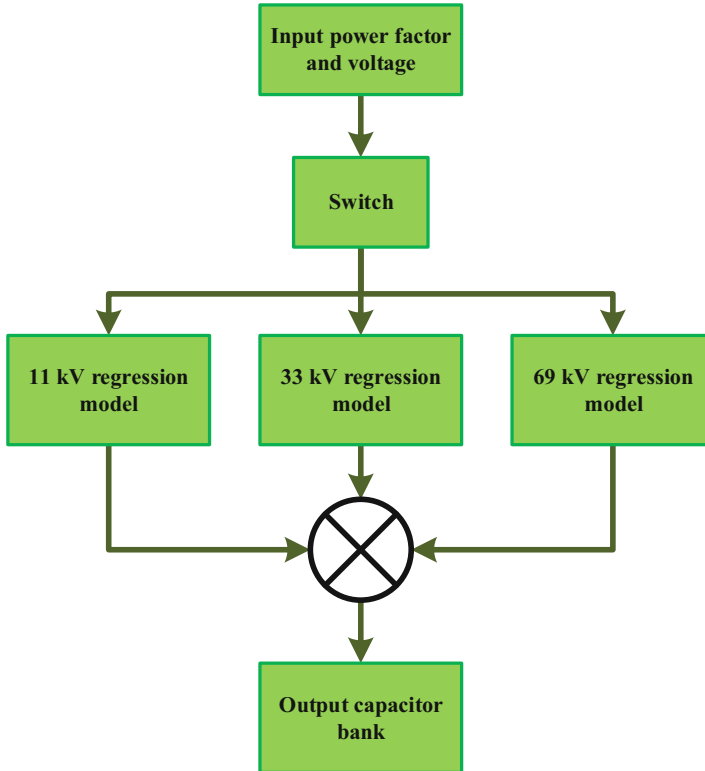 Input power factor
and voltage
Switch
11 kV regression
model
33 kV regression
model
69 kV regression
model
Output capacitor
bank